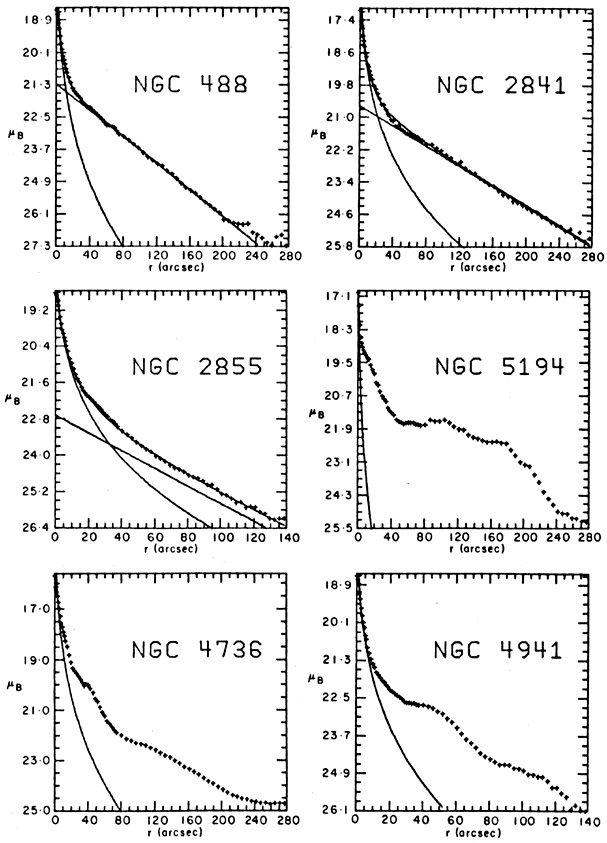 18·9
20·1
21·3
22·5
23·7
24·9
26·1
27·3
μB
NGC 488
0 40 80 120 160 200 240 280
r (arcsec)
17·4
18·6
19·8
21·0
22·2
23·4
24·6
25·8
μB
NGC 2841
0 40 80 120 160 200 240 280
r (arcsec)
19·2
20·4
21·6
22·8
24·0
25·2
26·4
μB
NGC 2855
0 20 40 60 80 100 120 140
r (arcsec)
17·1
18·3
19·5
20·7
21·9
23·1
24·3
25·5
μB
NGC 5194
0 40 80 120 160 200 240 280
r (arcsec)
17·0
19·0
21·0
23·0
25·0
μB
NGC 4736
0 40 80 120 160 200 240 280
r (arcsec)
18·9
20·1
21·3
22·5
23·7
24·9
26·1
μB
NGC 4941
0 20 40 60 80 100 120 140
r (arcsec)